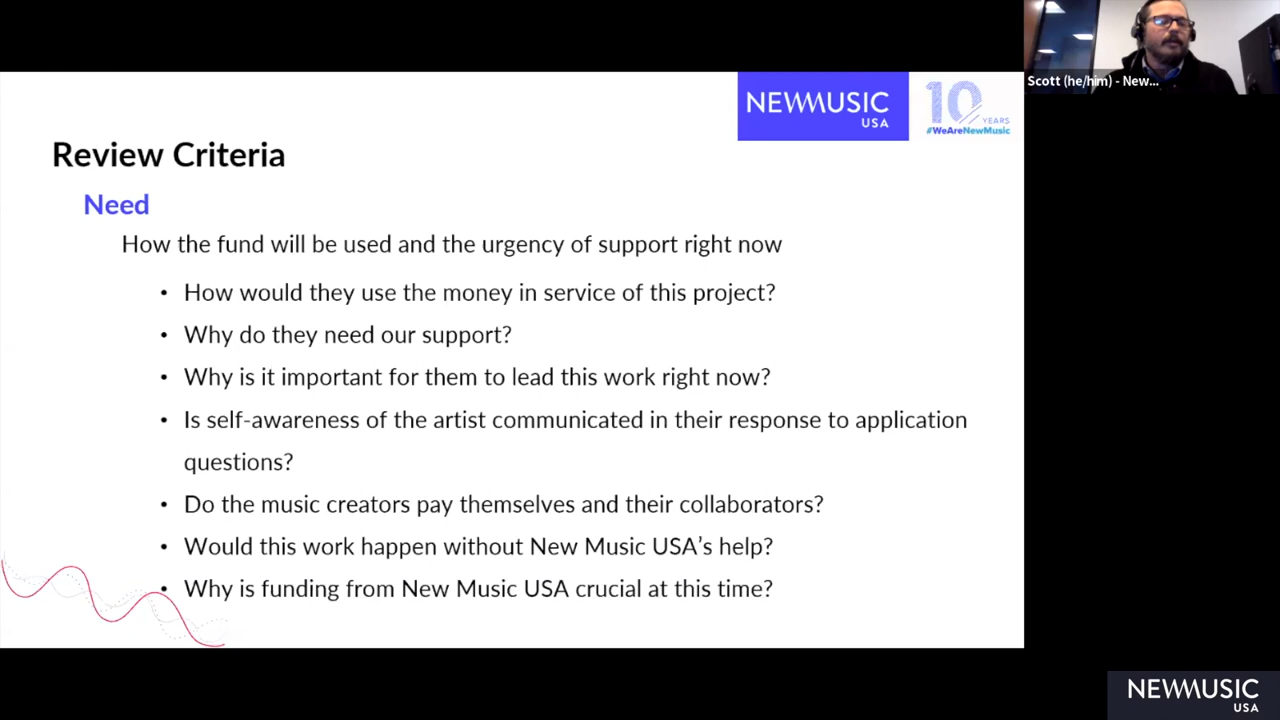 NEWMUSIC
USA
10
YEARS
#WeAreNewMusic
Scott (he/him) - New...
Review Criteria
Need
How the fund will be used and the urgency of support right now
• How would they use the money in service of this project?
• Why do they need our support?
• Why is it important for them to lead this work right now?
• Is self-awareness of the artist communicated in their response to application
questions?
• Do the music creators pay themselves and their collaborators?
• Would this work happen without New Music USA’s help?
• Why is funding from New Music USA crucial at this time?
NEWMUSIC
USA